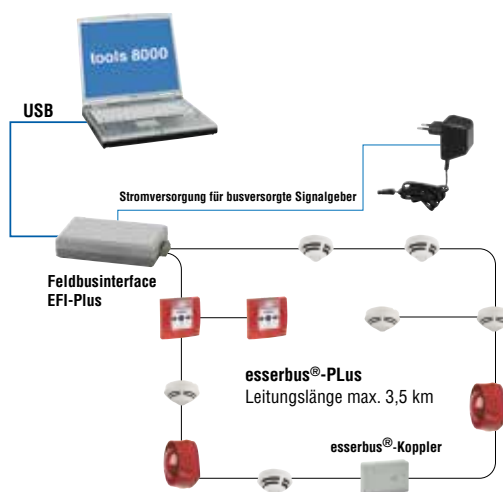 tools 8000
USB
Stromversorgung für busversorgte Signalgeber
Feldbusinterface
EFI-Plus
esserbus®-PLus
Leitungslänge max. 3,5 km
esserbus®-Koppler